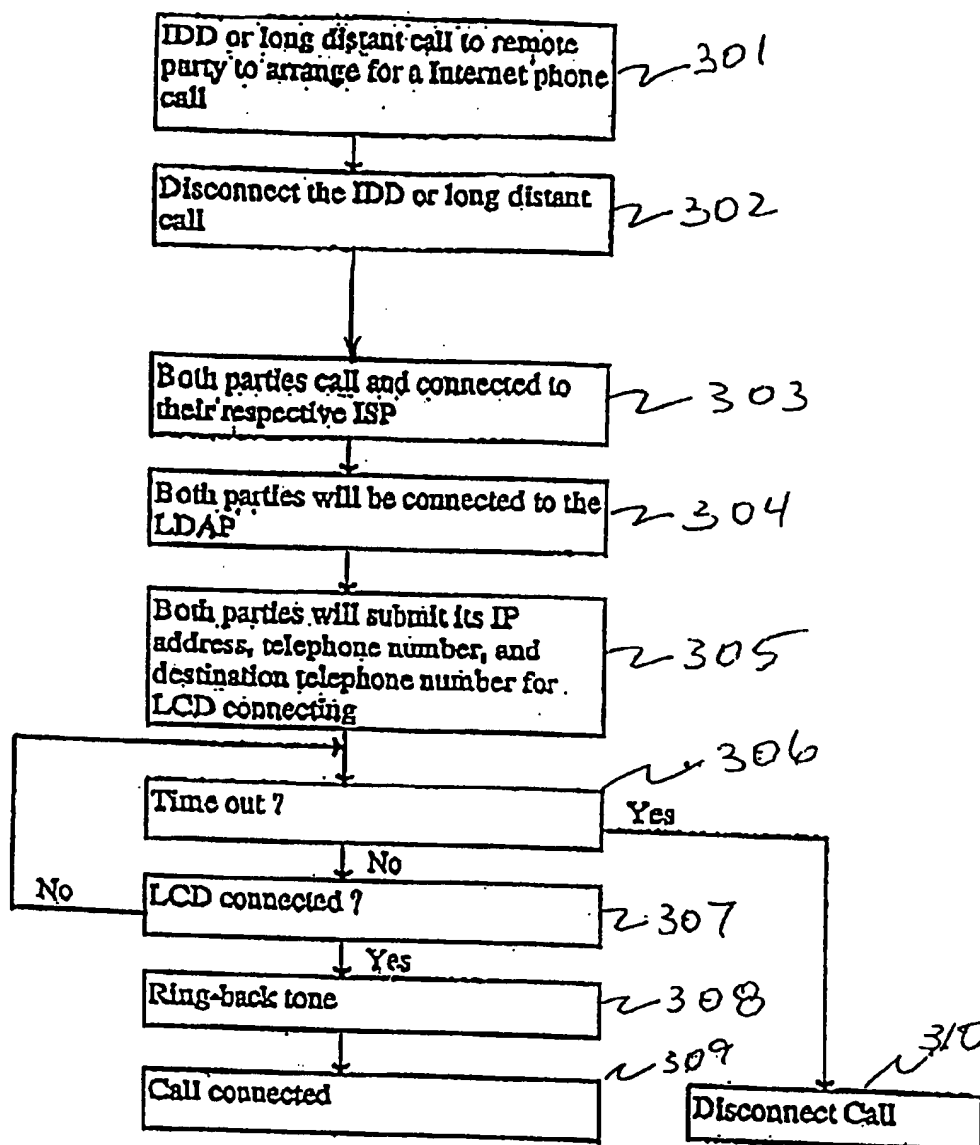 IDD or long distant call to remote
party to arrange for a Internet phone
call
301
Disconnect the IDD or long distant
call
302
Both parties call and connected to
their respective ISP
303
Both parties will be connected to the
LDAP
304
Both parties will submit its IP
address, telephone number, and
destination telephone number for
LCD connecting
305
306
Time out ?
Yes
No
No
LCD connected ?
307
Yes
Ring-back tone
308
309
Call connected
310
Disconnect Call